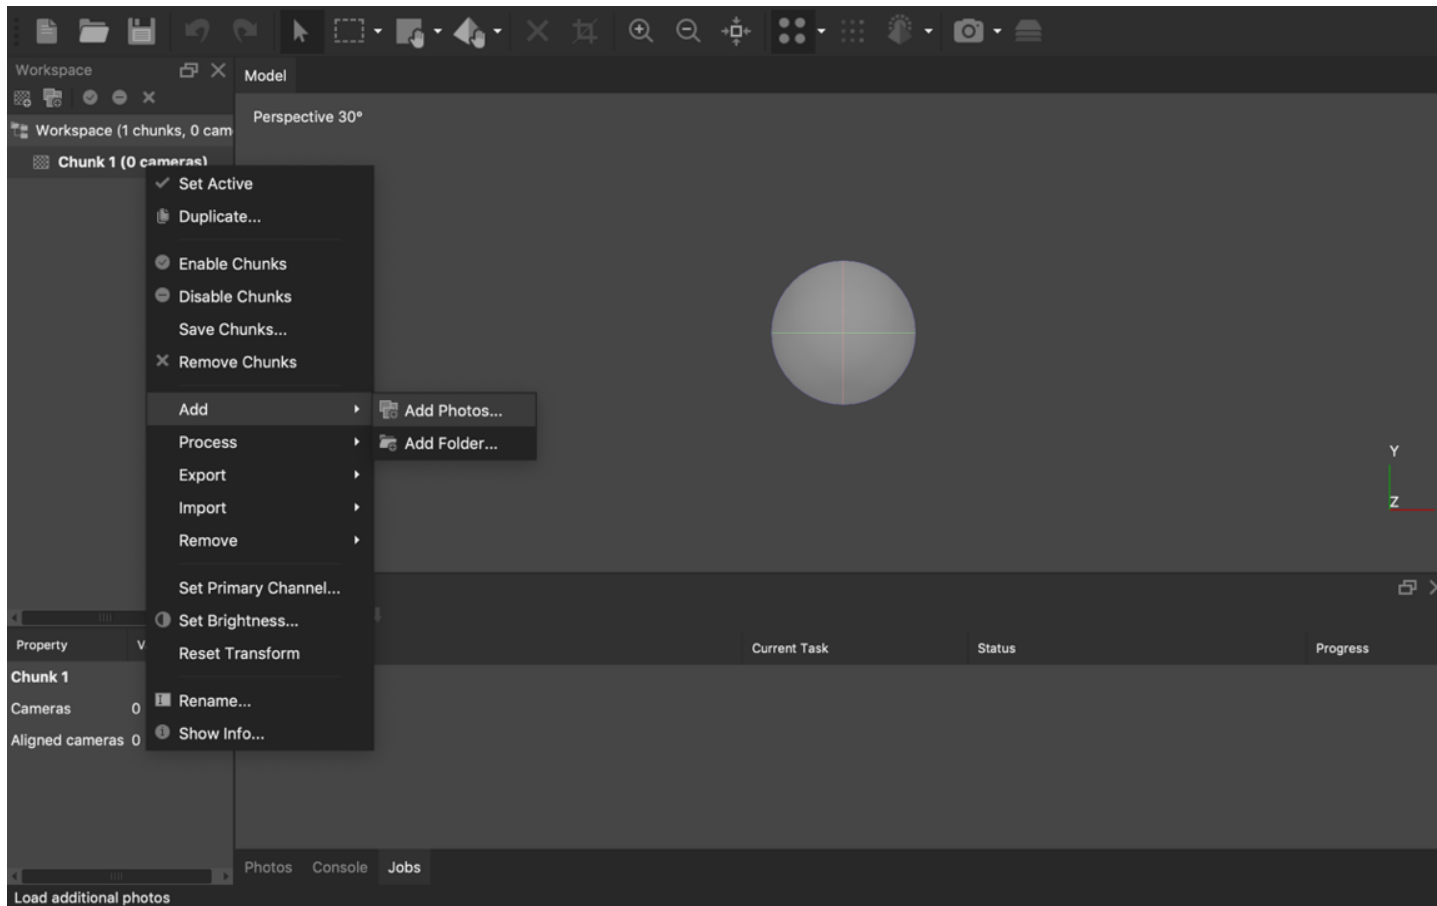 Workspace
Model
Perspective 30°
Workspace (1 chunks, 0 cam
Chunk 1 (0 cameras)
Set Active
Duplicate...
Enable Chunks
Disable Chunks
Save Chunks...
Remove Chunks
Add
Add Photos...
Process
Add Folder...
Export
Import
Remove
Set Primary Channel...
Set Brightness...
Reset Transform
Rename...
Show Info...
Y
Z
Property V
Current Task Status Progress
Chunk 1
Cameras 0
Aligned cameras 0
Photos Console Jobs
Load additional photos